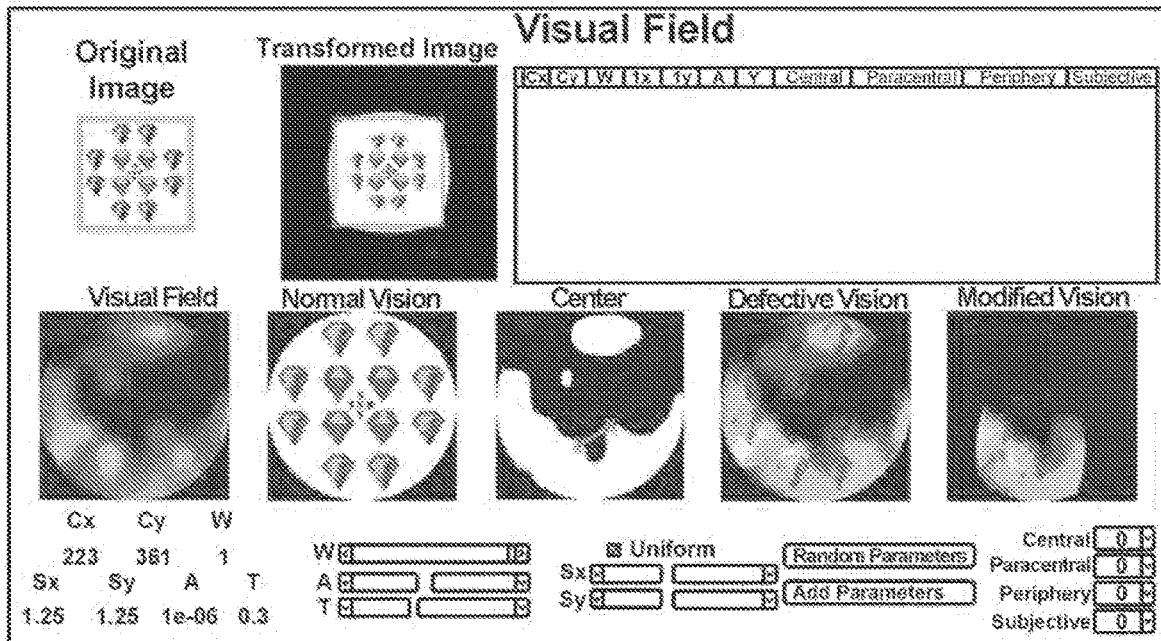 Visual Field
Original
Image
Transformed Image
Cx Cy W 1x 1y A Y Central Paracentral Periphery Subjective
Visual Field Normal Vision Center Defective Vision Modified Vision
Cx Cy W
223 361 1
Sx Sy A T
1.25 1.25 1e-06 0.3
W
A
T
Uniform
Sx
Sy
Random Parameters
Add Parameters
Central 0
Paracentral 0
Periphery 0
Subjective 0